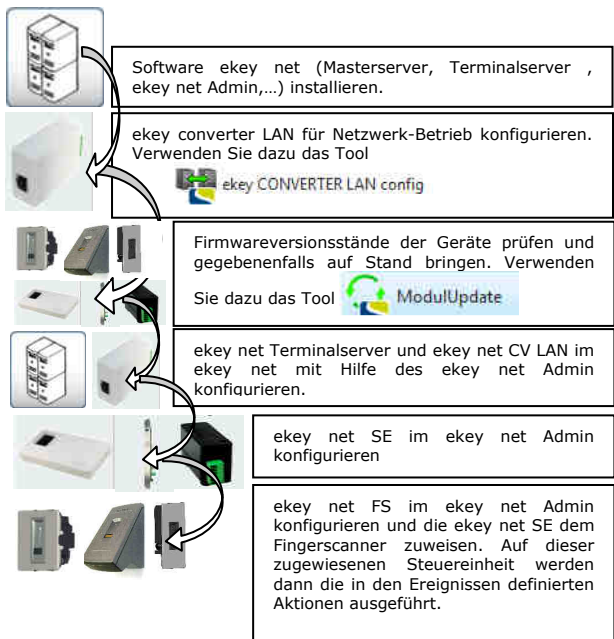 Software ekey net (Masterserver, Terminalserver ,
ekey net Admin,…) installieren.
ekey converter LAN für Netzwerk-Betrieb konfigurieren.
Verwenden Sie dazu das Tool
ekey CONVERTER LAN config
Firmwareversionsstände der Geräte prüfen und
gegebenenfalls auf Stand bringen. Verwenden
Sie dazu das Tool ModulUpdate
ekey net Terminalserver und ekey net CV LAN im
ekey net mit Hilfe des ekey net Admin
konfigurieren.
ekey net SE im ekey net Admin
konfigurieren
ekey net FS im ekey net Admin
konfigurieren und die ekey net SE dem
Fingerscanner zuweisen. Auf dieser
zugewiesenen Steuereinheit werden
dann die in den Ereignissen definierten
Aktionen ausgeführt.